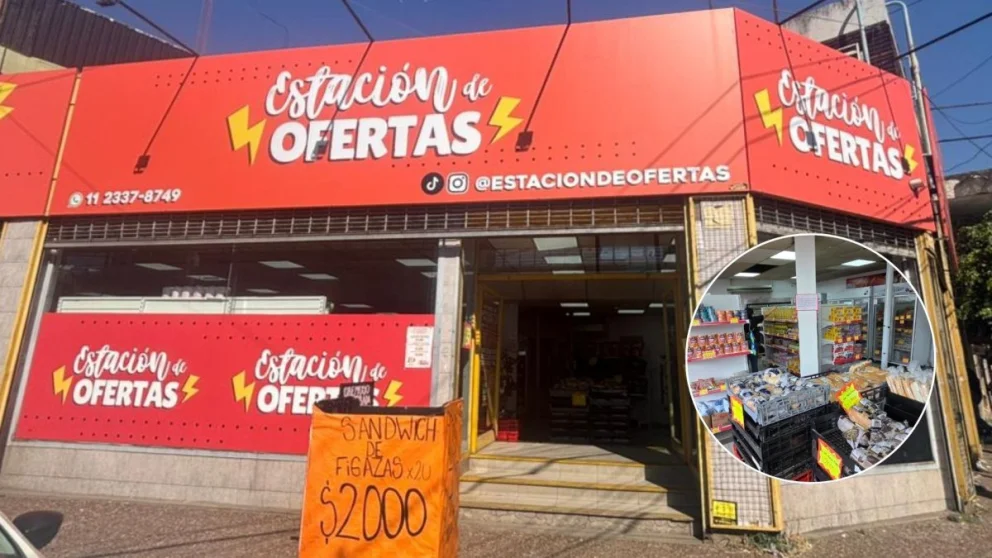 Estación de
OFERTAS
Estación de
OFERTAS
11 2337-8749
@ESTACIONDEOFERTAS
Estación de
OFERTAS
Estación de
OFERTAS
SANDWICH
DE
FIGAZAS x2U
$2000